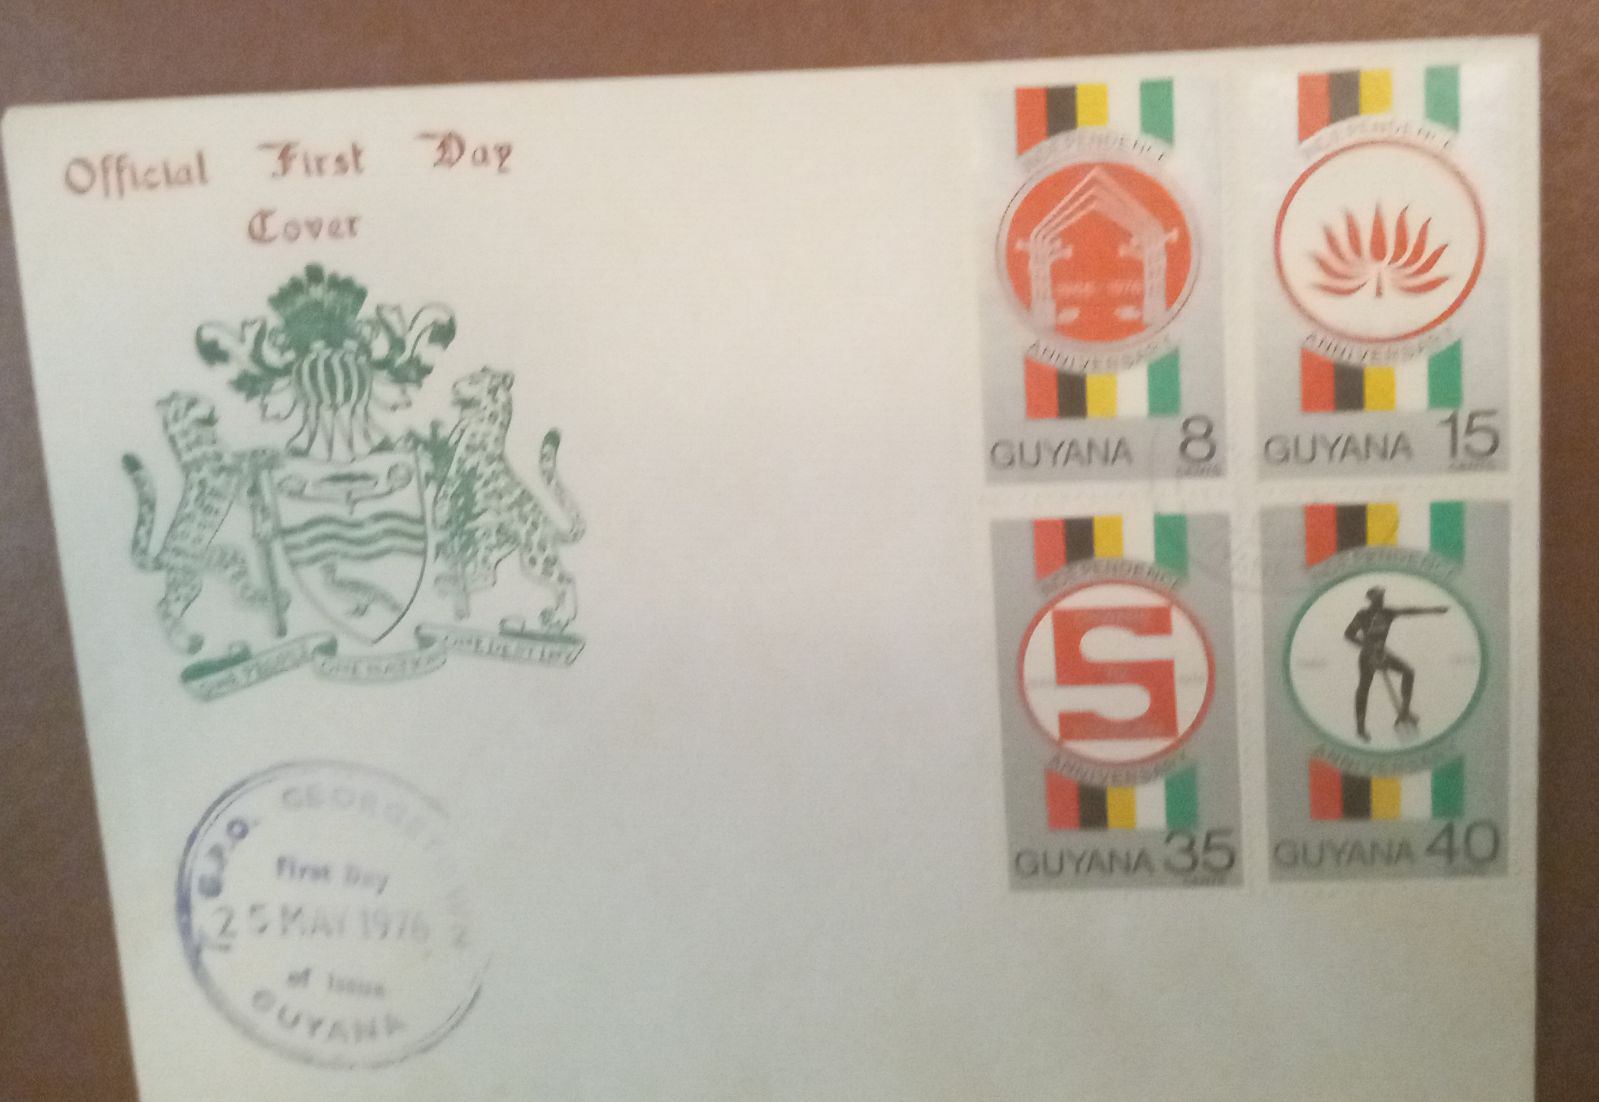 Official First Day
Cover
ONE PEOPLE ONE NATION ONE DESTINY
G.P.O. GEORGETOWN
First Day
25 MAY 1976
of Issue
GUYANA
INDEPENDENCE
1966 - 1976
ANNIVERSARY
GUYANA 8
CENTS
INDEPENDENCE
ANNIVERSARY
GUYANA 15
CENTS
INDEPENDENCE
ANNIVERSARY
GUYANA 35
CENTS
INDEPENDENCE
ANNIVERSARY
GUYANA 40
CENTS